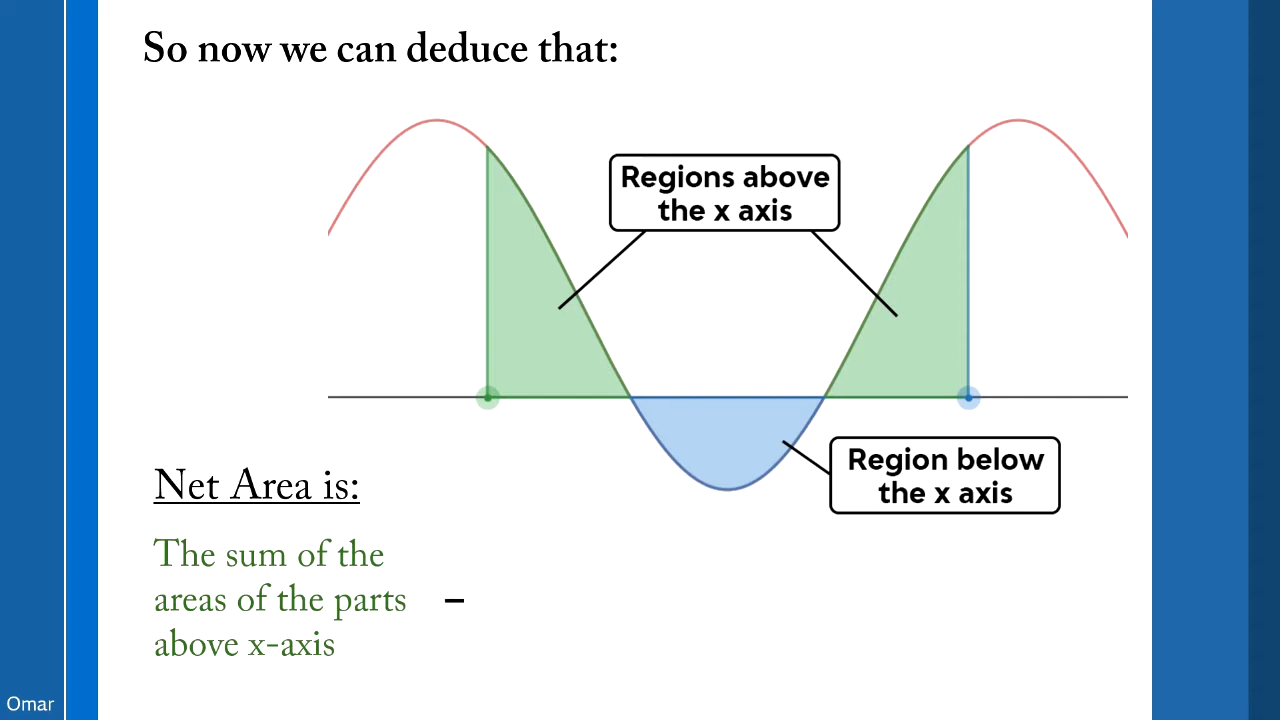 So now we can deduce that:
Regions above
the x axis
Region below
the x axis
Net Area is:
The sum of the
areas of the parts –
above x-axis
Omar